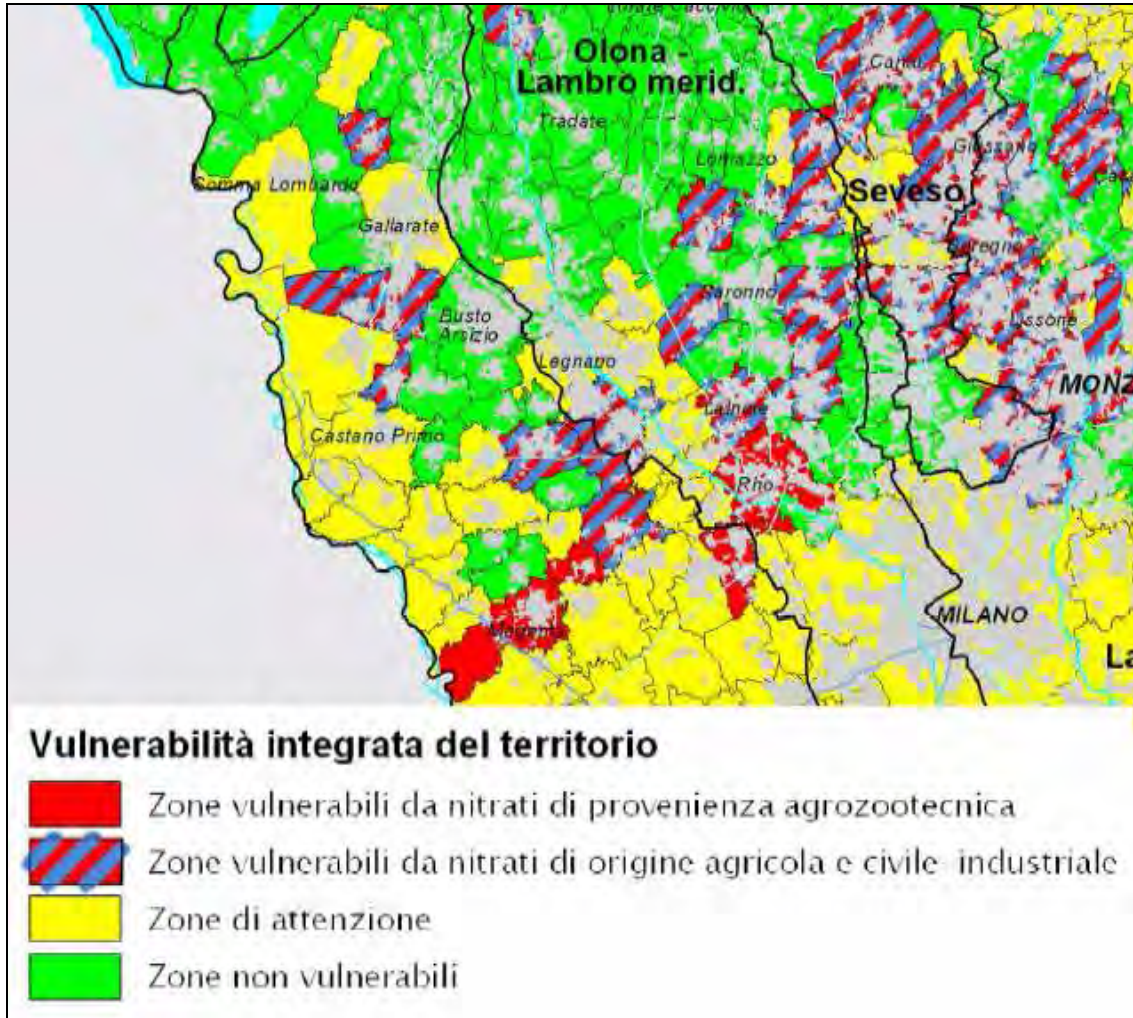 Olona -
Lambro merid.
Tradate
Lomazzo
Giussano
Seveso
Somma Lombardo
Gallarate
Saronno
Busto
Arsizio
Lissone
Legnano
MONZ
Lainate
Castano Primo
Rho
MILANO
La
Vulnerabilità integrata del territorio
Zone vulnerabili da nitrati di provenienza agrozootecnica
Zone vulnerabili da nitrati di origine agricola e civile-industriale
Zone di attenzione
Zone non vulnerabili